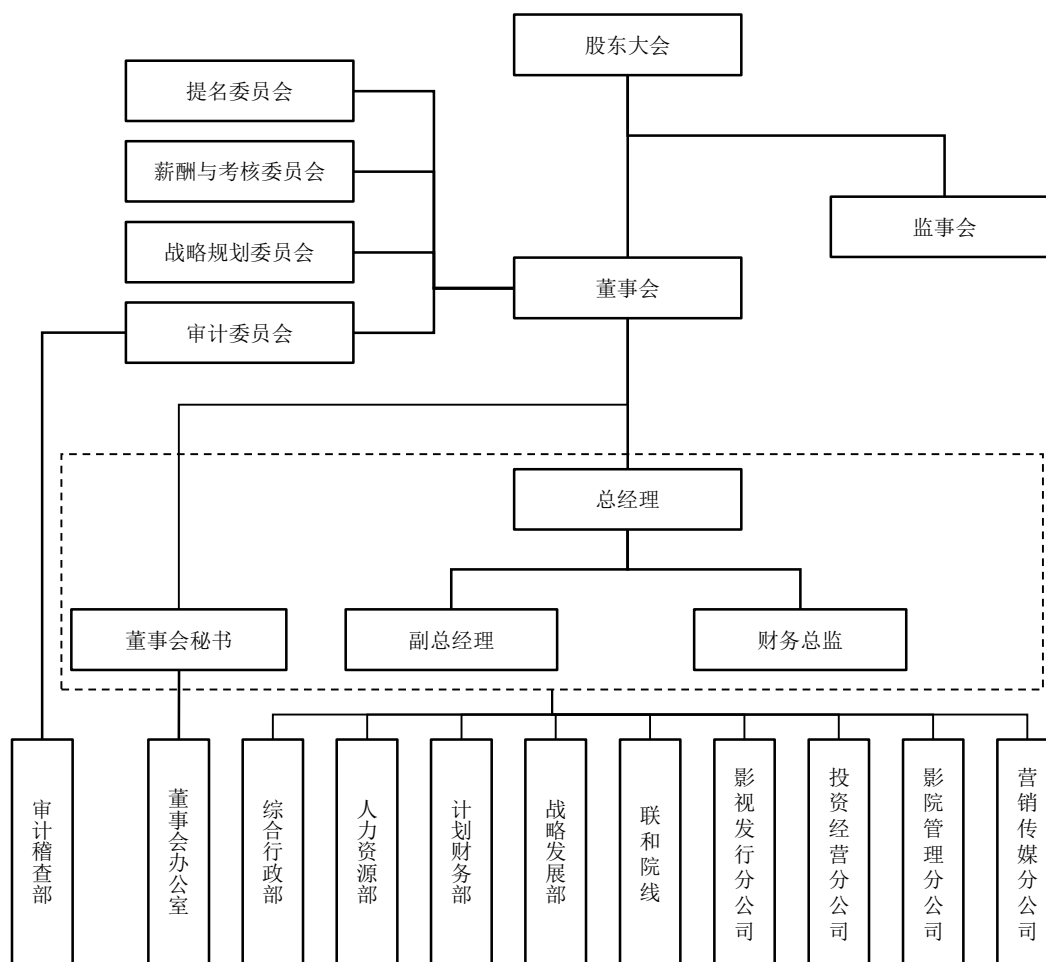 股东大会
提名委员会
薪酬与考核委员会
监事会
战略规划委员会
董事会
审计委员会
总经理
董事会秘书
副总经理
财务总监
审计稽查部
董事会办公室
综合行政部
人力资源部
计划财务部
战略发展部
联和院线
影视发行分公司
投资经营分公司
影院管理分公司
营销传媒分公司